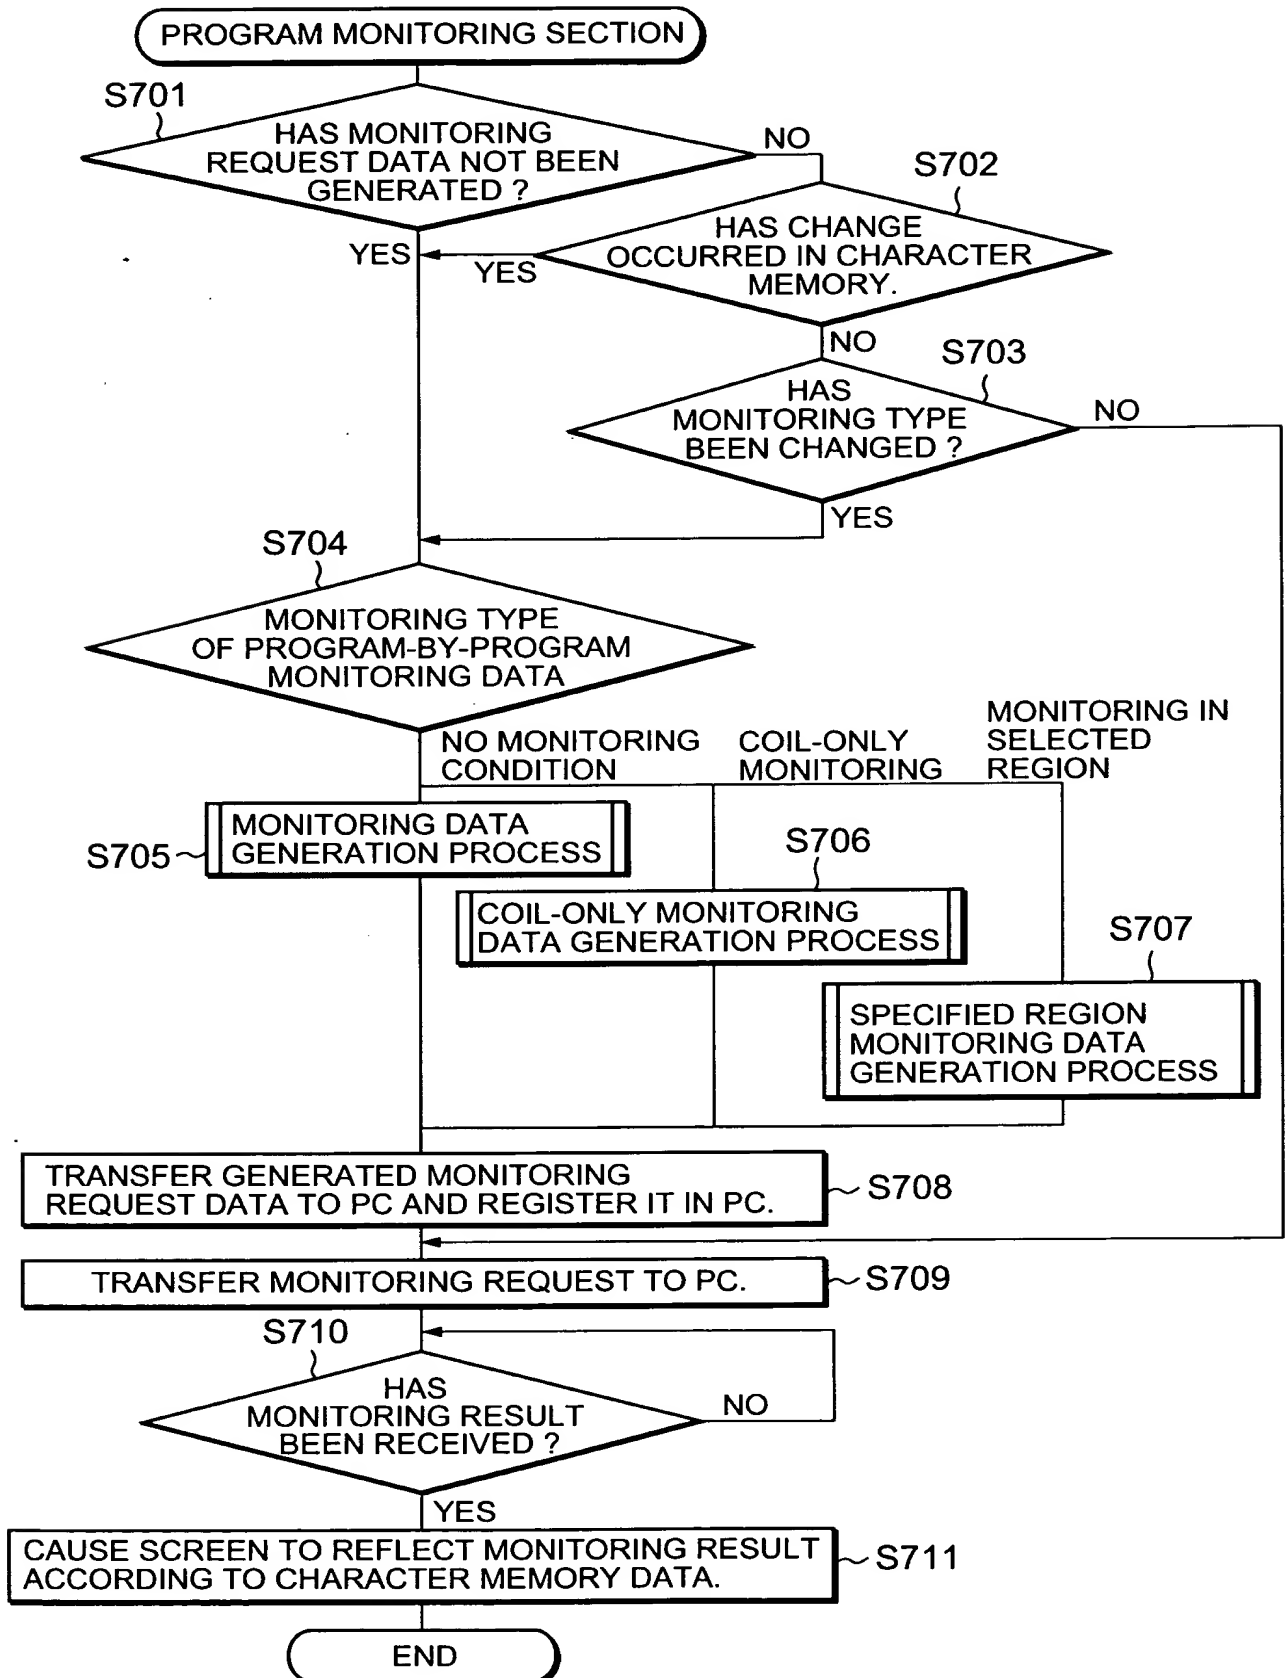 PROGRAM MONITORING SECTION
S701
HAS MONITORING
REQUEST DATA NOT BEEN
GENERATED ?
NO
S702
YES
HAS CHANGE
OCCURRED IN CHARACTER
MEMORY.
YES
NO
S703
HAS
MONITORING TYPE
BEEN CHANGED ?
NO
YES
S704
MONITORING TYPE
OF PROGRAM-BY-PROGRAM
MONITORING DATA
NO MONITORING
CONDITION
COIL-ONLY
MONITORING
MONITORING IN
SELECTED
REGION
S705
MONITORING DATA
GENERATION PROCESS
S706
COIL-ONLY MONITORING
DATA GENERATION PROCESS
S707
SPECIFIED REGION
MONITORING DATA
GENERATION PROCESS
TRANSFER GENERATED MONITORING
REQUEST DATA TO PC AND REGISTER IT IN PC.
S708
TRANSFER MONITORING REQUEST TO PC.
S709
S710
HAS
MONITORING RESULT
BEEN RECEIVED ?
NO
YES
CAUSE SCREEN TO REFLECT MONITORING RESULT
ACCORDING TO CHARACTER MEMORY DATA.
S711
END